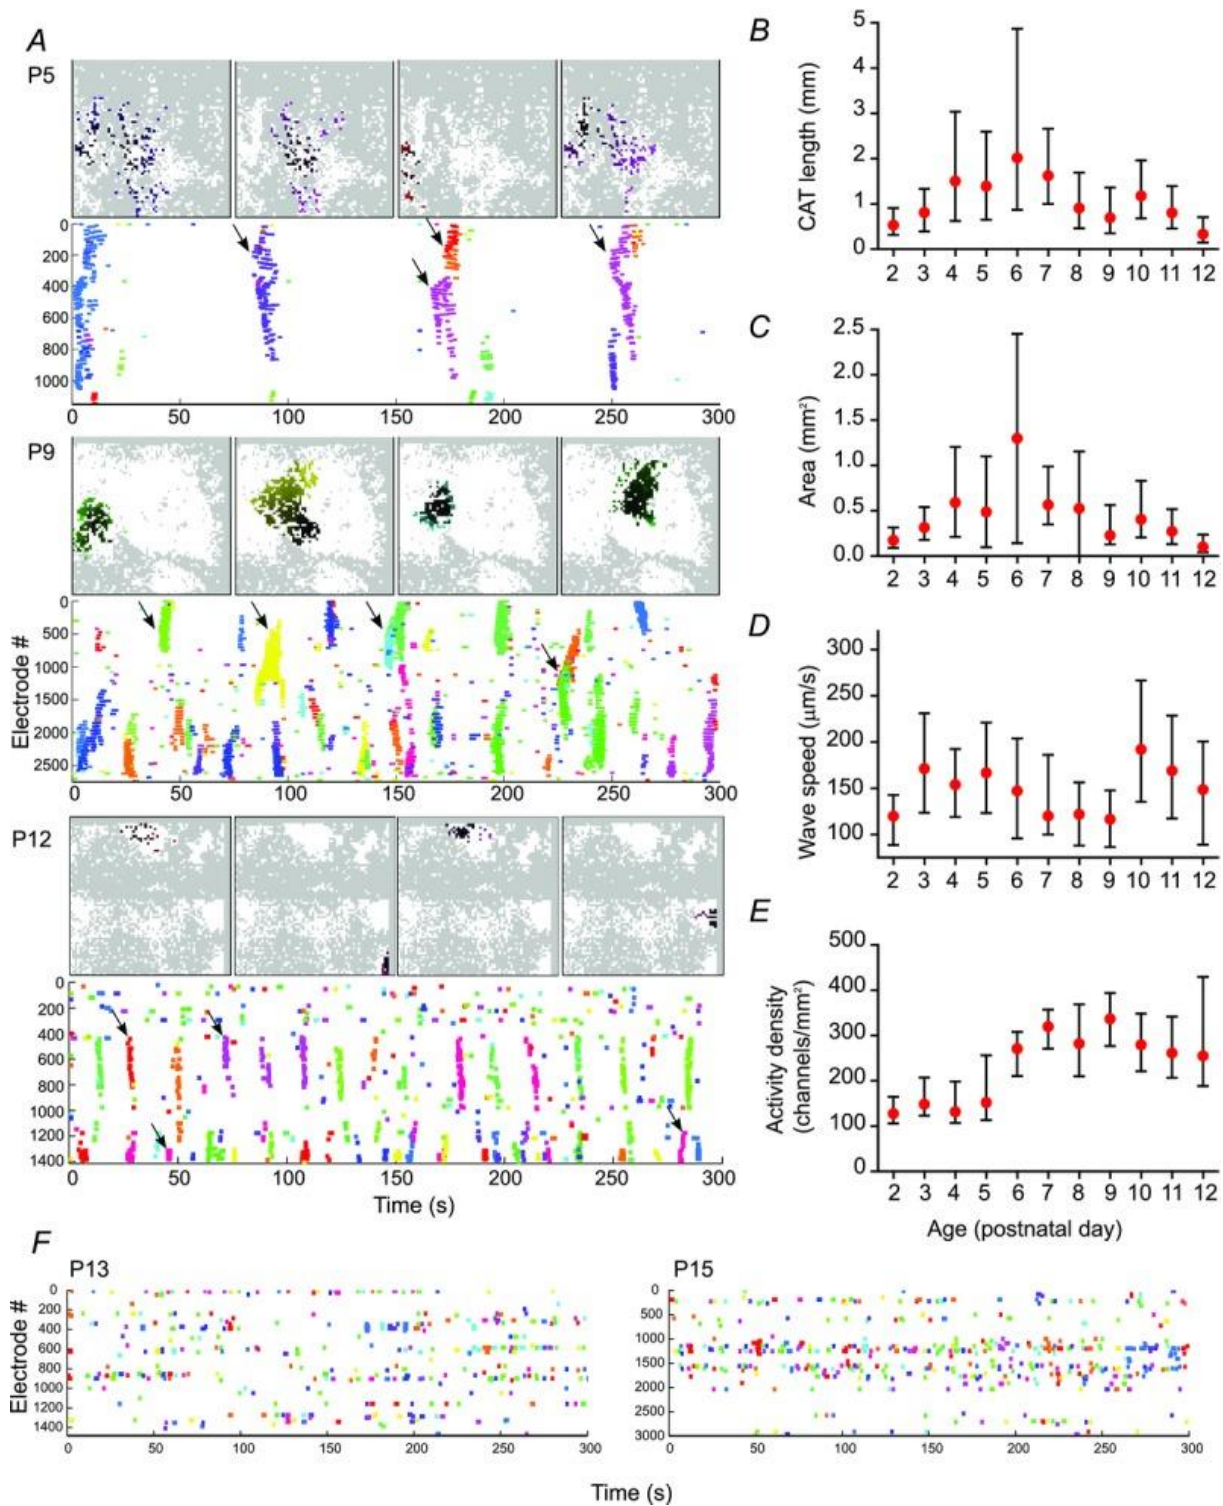 A
P5
0
200
400
600
800
1000
0 50 100 150 200 250 300
P9
Electrode #
0
500
1000
1500
2000
2500
0 50 100 150 200 250 300
P12
0
200
400
600
800
1000
1200
1400
0 50 100 150 200 250 300
Time (s)
B
CAT length (mm)
5
4
3
2
1
0
2 3 4 5 6 7 8 9 10 11 12
C
Area (mm²)
2.5
2.0
1.5
1.0
0.5
0.0
2 3 4 5 6 7 8 9 10 11 12
D
Wave speed (µm/s)
300
250
200
150
100
2 3 4 5 6 7 8 9 10 11 12
E
Activity density
(channels/mm²)
500
400
300
200
100
0
2 3 4 5 6 7 8 9 10 11 12
Age (postnatal day)
F
P13
Electrode #
0
200
400
600
800
1000
1200
1400
0 50 100 150 200 250 300
P15
0
500
1000
1500
2000
2500
3000
0 50 100 150 200 250 300
Time (s)